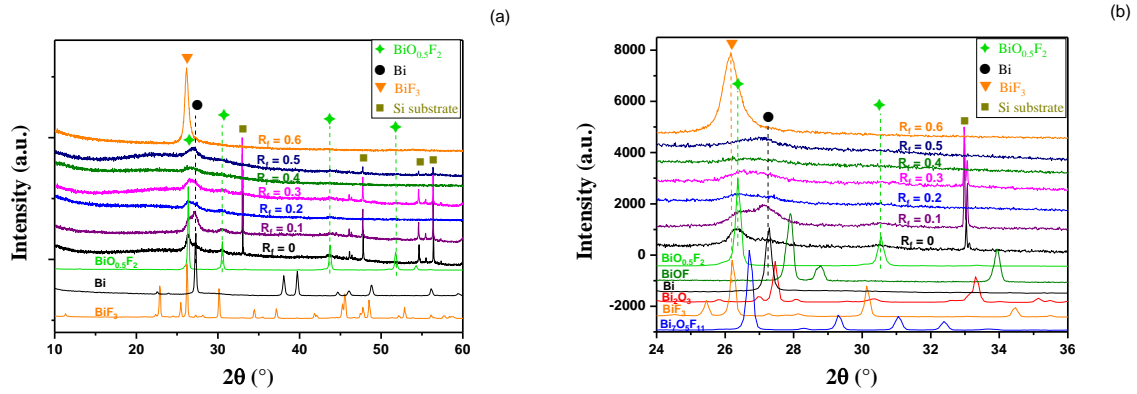 (a)
Intensity (a.u.)
BiO0.5F2
Bi
BiF3
Si substrate
Rf = 0.6
Rf = 0.5
Rf = 0.4
Rf = 0.3
Rf = 0.2
Rf = 0.1
Rf = 0
BiO0.5F2
Bi
BiF3
10 20 30 40 50 60
2θ (°)
(b)
Intensity (a.u.)
8000
6000
4000
2000
0
-2000
BiO0.5F2
Bi
BiF3
Si substrate
Rf = 0.6
Rf = 0.5
Rf = 0.4
Rf = 0.3
Rf = 0.2
Rf = 0.1
Rf = 0
BiO0.5F2
BiOF
Bi
Bi2O3
BiF3
Bi7O5F11
24 26 28 30 32 34 36
2θ (°)